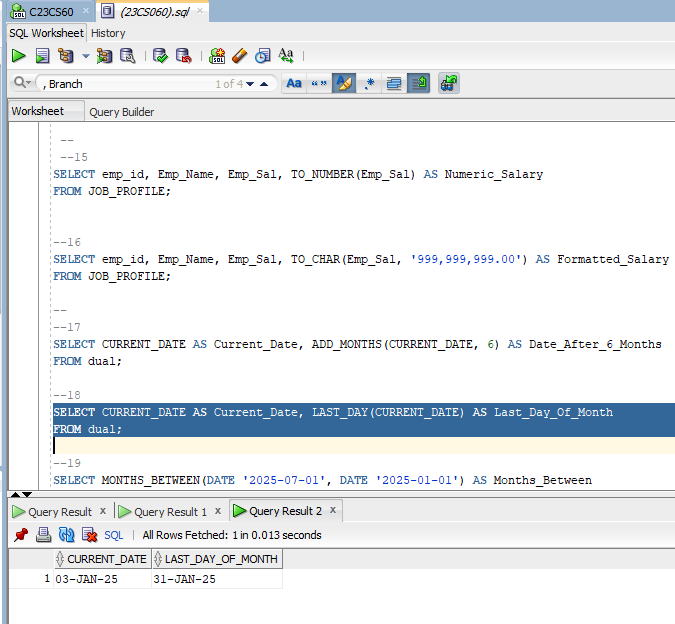 C23CS60 × (23CS060).sql ×
SQL Worksheet History
, Branch 1 of 4 Aa “ ” .*
Worksheet Query Builder
--
--15
SELECT emp_id, Emp_Name, Emp_Sal, TO_NUMBER(Emp_Sal) AS Numeric_Salary
FROM JOB_PROFILE;
--16
SELECT emp_id, Emp_Name, Emp_Sal, TO_CHAR(Emp_Sal, '999,999,999.00') AS Formatted_Salary
FROM JOB_PROFILE;
--
--17
SELECT CURRENT_DATE AS Current_Date, ADD_MONTHS(CURRENT_DATE, 6) AS Date_After_6_Months
FROM dual;
--18
SELECT CURRENT_DATE AS Current_Date, LAST_DAY(CURRENT_DATE) AS Last_Day_Of_Month
FROM dual;
--19
SELECT MONTHS_BETWEEN(DATE '2025-07-01', DATE '2025-01-01') AS Months_Between
Query Result × Query Result 1 × Query Result 2 ×
SQL | All Rows Fetched: 1 in 0.013 seconds
CURRENT_DATE LAST_DAY_OF_MONTH
1 03-JAN-25 31-JAN-25